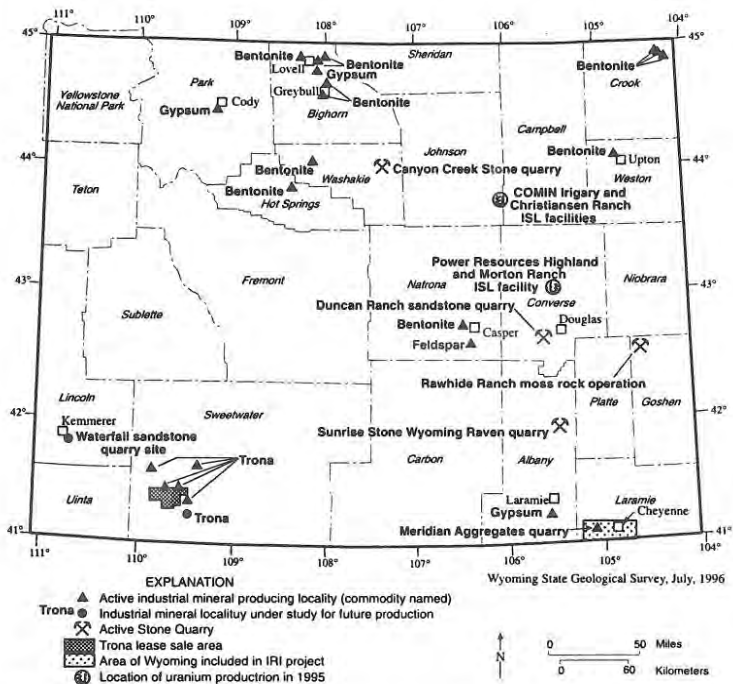 111° 110° 109° 108° 107° 106° 105° 104°
45° 45°
Bentonite
Bentonite
Sheridan
Lovell
Gypsum
Bentonite
Park
Crook
Yellowstone
National Park
Cody
Greybull
Bentonite
Gypsum
Bighorn
Campbell
44° 44°
Johnson
Bentonite
Upton
Bentonite
Washakie
Canyon Creek Stone quarry
Weston
Teton
Bentonite
Hot Springs
COMIN Irigary and
Christiansen Ranch
ISL facilities
43° 43°
Fremont
Power Resources Highland
and Morton Ranch
ISL facility
Natrona
Niobrara
Sublette
Duncan Ranch sandstone quarry
Converse
Bentonite
Casper
Douglas
Feldspar
Rawhide Ranch moss rock operation
Lincoln
Sweetwater
Platte
Goshen
42° 42°
Kemmerer
Waterfall sandstone
quarry site
Sunrise Stone Wyoming Raven quarry
Trona
Carbon
Albany
Uinta
Laramie
Laramie
Gypsum
Cheyenne
Trona
Meridian Aggregates quarry
41° 41°
111° 110° 109° 108° 107° 106° 105° 104°
Wyoming State Geological Survey, July, 1996
EXPLANATION
Active industrial mineral producing locality (commodity named)
Trona Industrial mineral localituy under study for future production
Active Stone Quarry
Trona lease sale area
Area of Wyoming included in IRI project
Location of uranium productrion in 1995
N
0 50 Miles
0 60 Kilometers